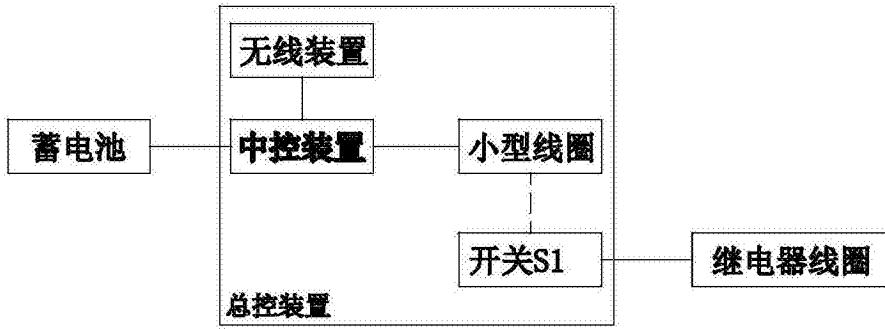 无线装置
蓄电池
中控装置
小型线圈
开关S1
继电器线圈
总控装置